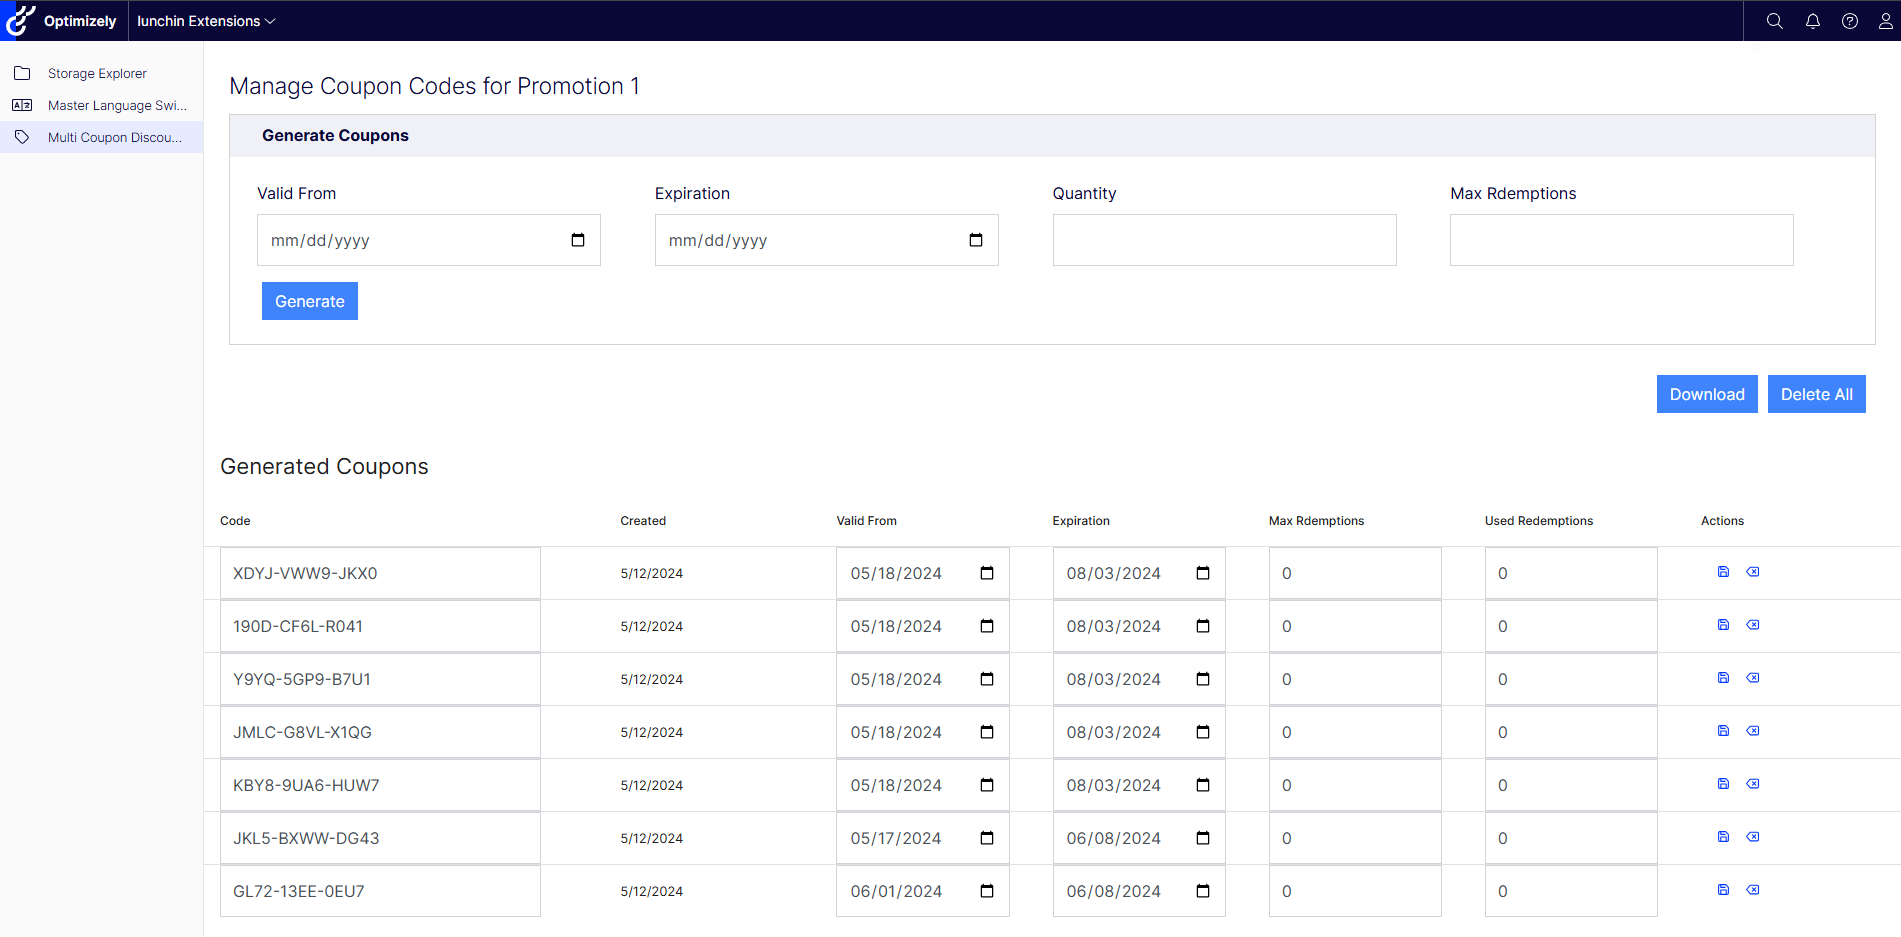 Optimizely
lunchin Extensions
Storage Explorer
Master Language Swi...
Multi Coupon Discou...
Manage Coupon Codes for Promotion 1
Generate Coupons
Valid From Expiration Quantity Max Rdemptions
mm/dd/yyyy mm/dd/yyyy
Generate
Download Delete All
Generated Coupons
Code Created Valid From Expiration Max Rdemptions Used Redemptions Actions
XDYJ-VWW9-JKX0 5/12/2024 05/18/2024 08/03/2024 0 0
190D-CF6L-R041 5/12/2024 05/18/2024 08/03/2024 0 0
Y9YQ-5GP9-B7U1 5/12/2024 05/18/2024 08/03/2024 0 0
JMLC-G8VL-X1QG 5/12/2024 05/18/2024 08/03/2024 0 0
KBY8-9UA6-HUW7 5/12/2024 05/18/2024 08/03/2024 0 0
JKL5-BXWW-DG43 5/12/2024 05/17/2024 06/08/2024 0 0
GL72-13EE-0EU7 5/12/2024 06/01/2024 06/08/2024 0 0